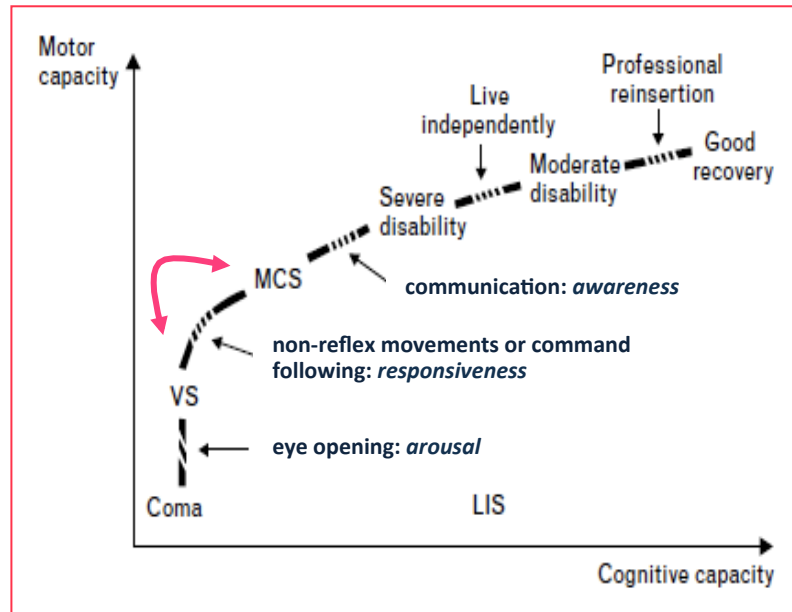 Motor
capacity
Professional
reinsertion
Live
independently
Good
recovery
Moderate
disability
Severe
disability
MCS
communication: awareness
non-reflex movements or command
following: responsiveness
VS
eye opening: arousal
Coma
LIS
Cognitive capacity